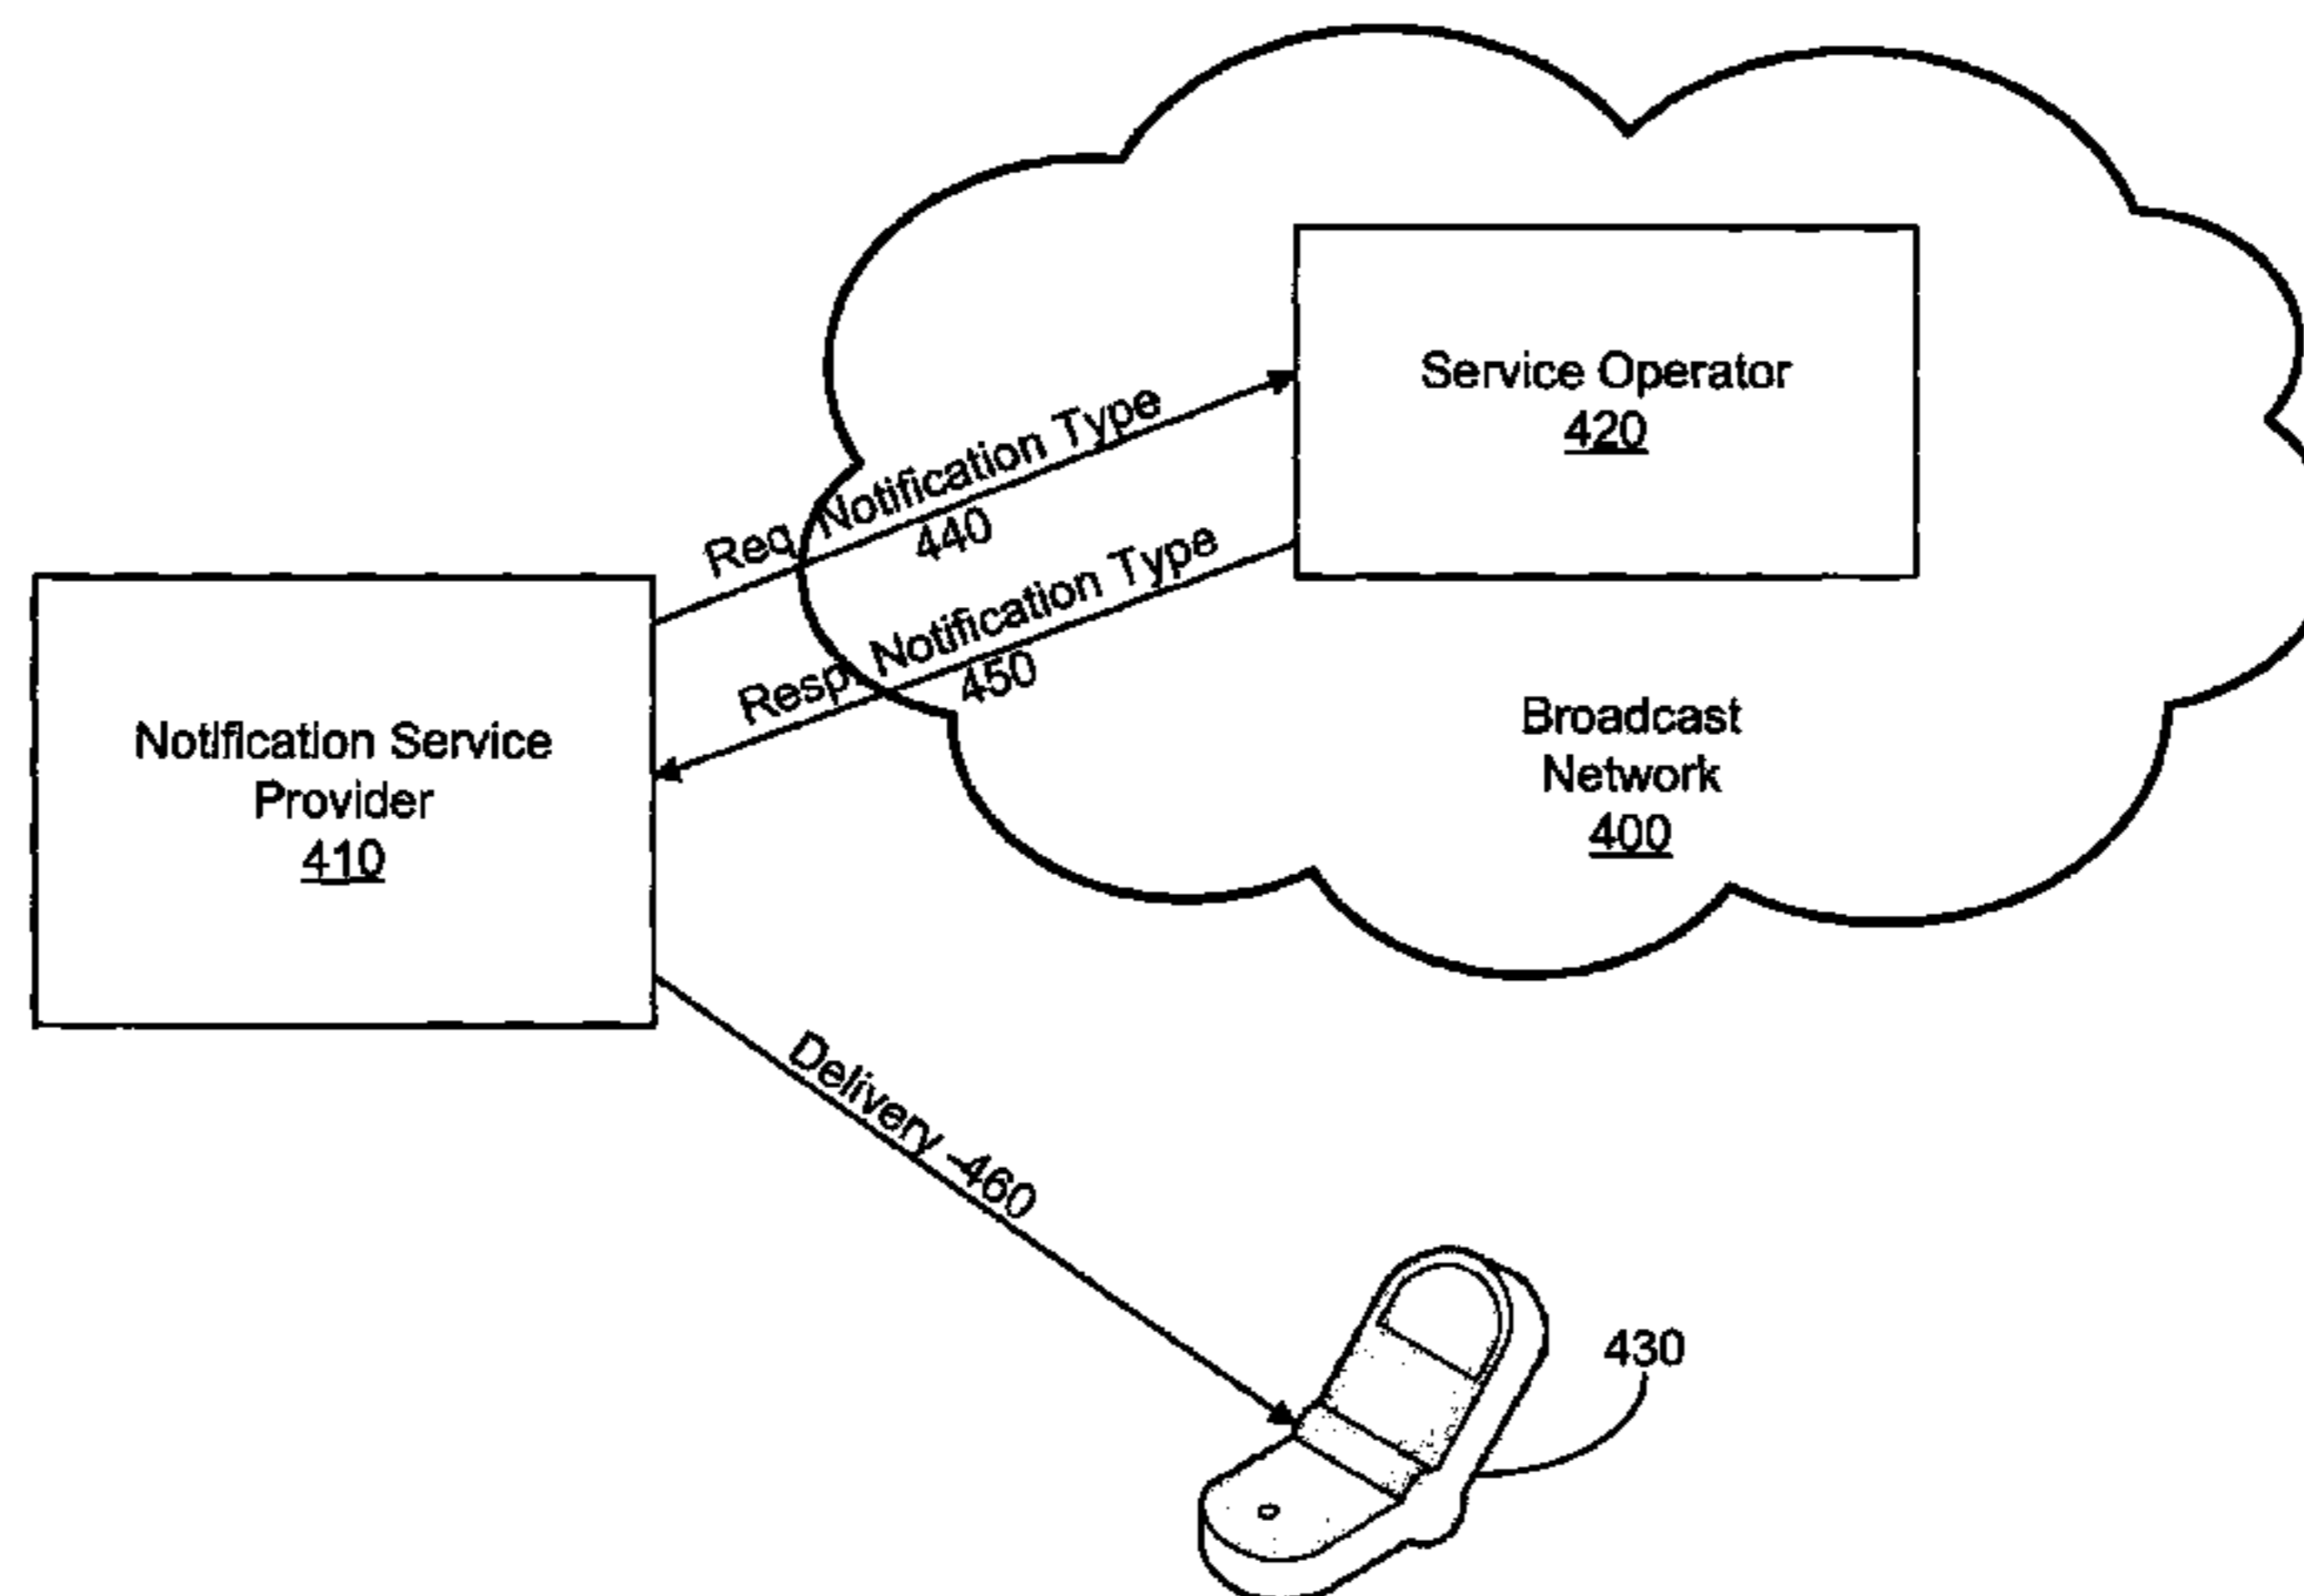 Service Operator
420
Req. Notification Type
440
Resp. Notification Type
450
Notification Service
Provider
410
Broadcast
Network
400
Delivery -460
430